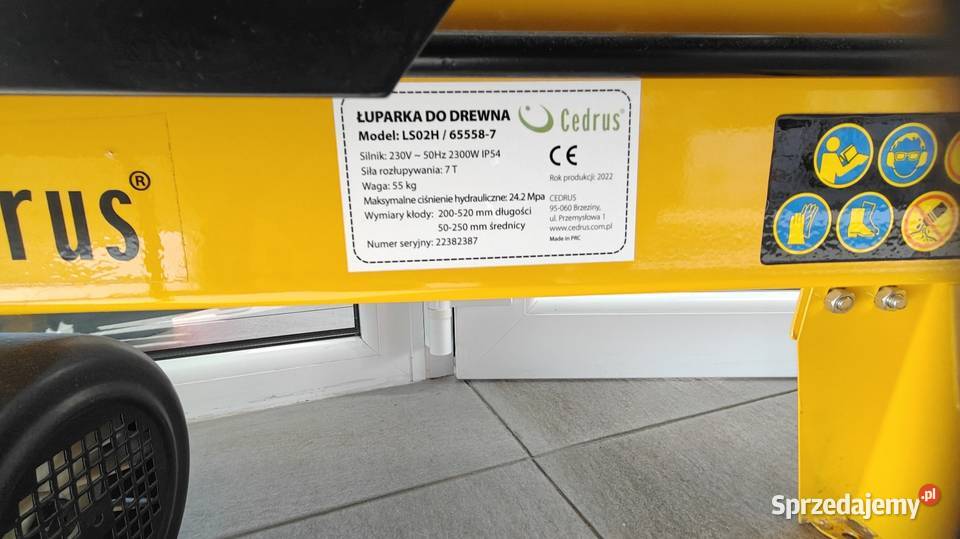 ŁUPARKA DO DREWNA
Model: LS02H / 65558-7
Cedrus®
Silnik: 230V ~ 50Hz 2300W IP54
Siła rozłupywania: 7 T
Waga: 55 kg
Maksymalne ciśnienie hydrauliczne: 24.2 Mpa
Wymiary kłody: 200-520 mm długości
50-250 mm średnicy
Numer seryjny: 22382387
CE
Rok produkcji: 2022
CEDRUS
95-060 Brzeziny,
ul. Przemysłowa 1
www.cedrus.com.pl
Made in PRC
drus®
Sprzedajemy.pl